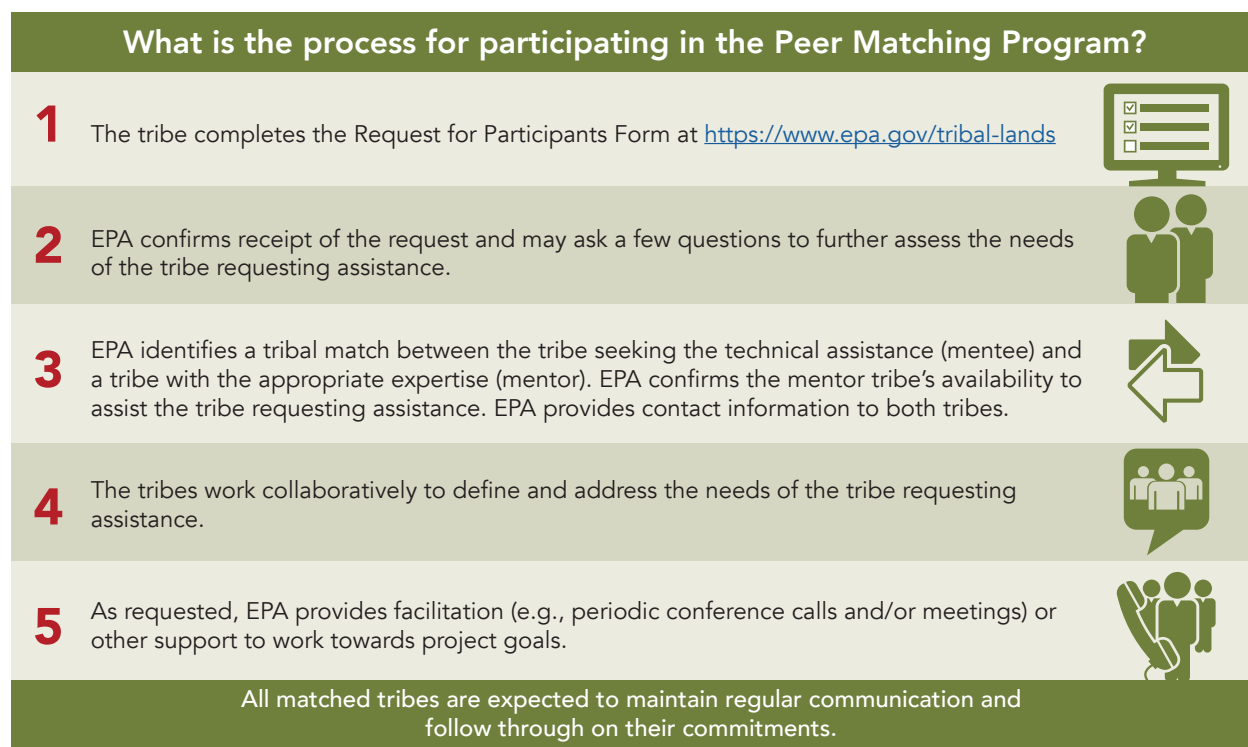 What is the process for participating in the Peer Matching Program?
1
The tribe completes the Request for Participants Form at https://www.epa.gov/tribal-lands
2
EPA confirms receipt of the request and may ask a few questions to further assess the needs
of the tribe requesting assistance.
3
EPA identifies a tribal match between the tribe seeking the technical assistance (mentee) and
a tribe with the appropriate expertise (mentor). EPA confirms the mentor tribe’s availability to
assist the tribe requesting assistance. EPA provides contact information to both tribes.
4
The tribes work collaboratively to define and address the needs of the tribe requesting
assistance.
5
As requested, EPA provides facilitation (e.g., periodic conference calls and/or meetings) or
other support to work towards project goals.
All matched tribes are expected to maintain regular communication and
follow through on their commitments.